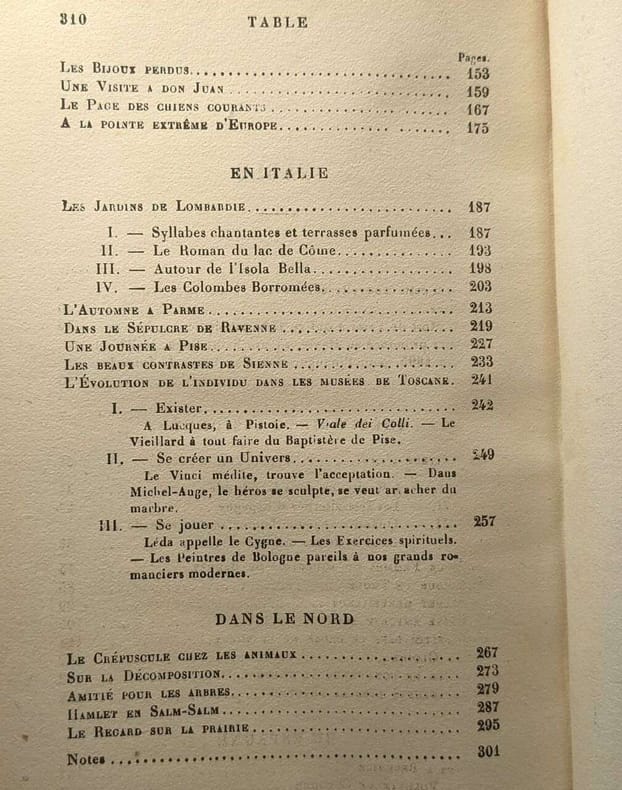 310 TABLE
Pages.
LES BIJOUX PERDUS 153
UNE VISITE A DON JUAN 159
LE PAGE DES CHIENS COURANTS 167
A LA POINTE EXTRÊME D'EUROPE 175
EN ITALIE
LES JARDINS DE LOMBARDIE 187
I. — Syllabes chantantes et terrasses parfumées... 187
II. — Le Roman du lac de Côme 193
III. — Autour de l'Isola Bella 198
IV. — Les Colombes Borromées 203
L'AUTOMNE A PARME 213
DANS LE SÉPULCRE DE RAVENNE 219
UNE JOURNÉE A PISE 227
LES BEAUX CONTRASTES DE SIENNE 233
L'ÉVOLUTION DE L'INDIVIDU DANS LES MUSÉES DE TOSCANE. 241
I. — Exister 242
A Lucques, à Pistoie. — Viale dei Colli. — Le
Vieillard à tout faire du Baptistère de Pise.
II. — Se créer un Univers 249
Le Vinci médite, trouve l'acceptation. — Dans
Michel-Auge, le héros se sculpte, se veut arracher du
marbre.
III. — Se jouer 257
Léda appelle le Cygne. — Les Exercices spirituels.
— Les Peintres de Bologne pareils à nos grands ro-
manciers modernes.
DANS LE NORD
LE CRÉPUSCULE CHEZ LES ANIMAUX 267
SUR LA DÉCOMPOSITION 273
AMITIÉ POUR LES ARBRES 279
HAMLET EN SALM-SALM 287
LE REGARD SUR LA PRAIRIE 295
Notes 301